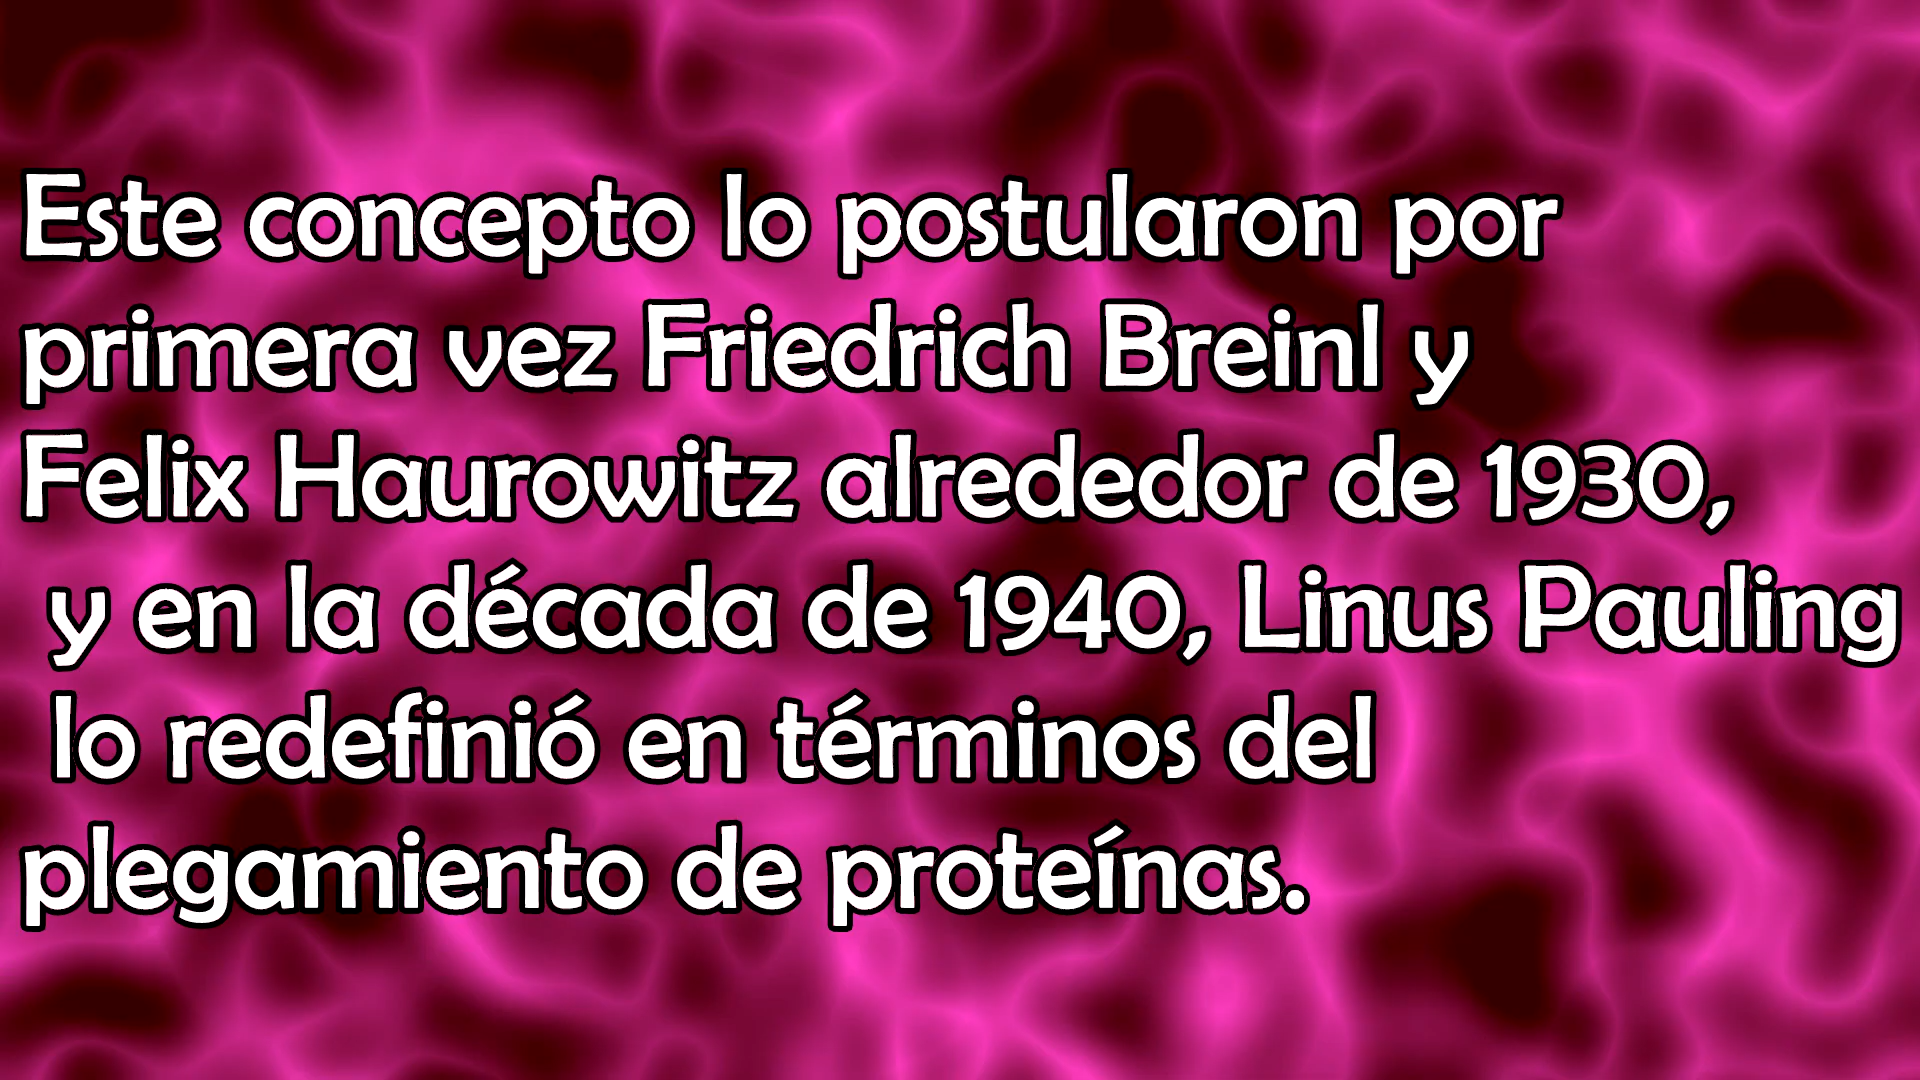 Este concepto lo postularon por
primera vez Friedrich Breinl y
Felix Haurowitz alrededor de 1930,
y en la década de 1940, Linus Pauling
lo redefinió en términos del
plegamiento de proteínas.